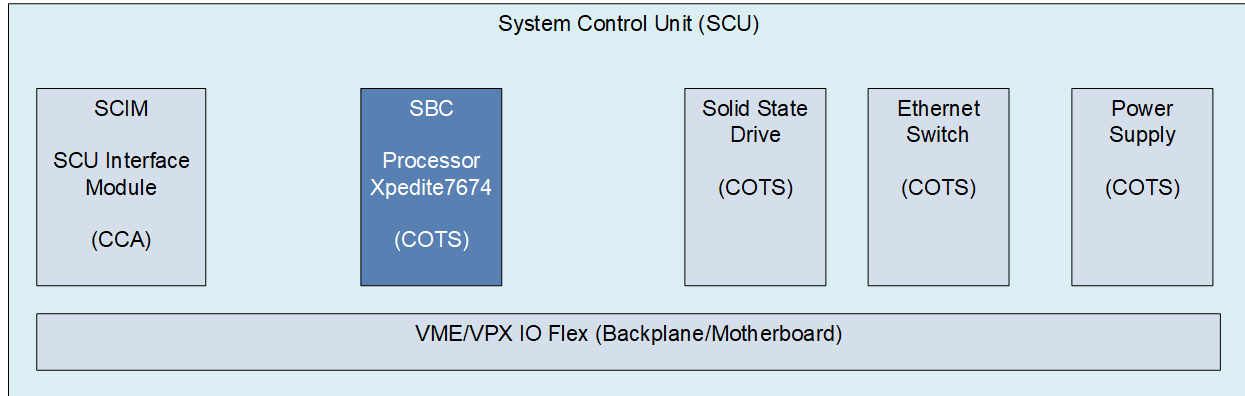 System Control Unit (SCU)
SCIM
SCU Interface
Module
(CCA)
SBC
Processor
Xpedite7674
(COTS)
Solid State
Drive
(COTS)
Ethernet
Switch
(COTS)
Power
Supply
(COTS)
VME/VPX IO Flex (Backplane/Motherboard)